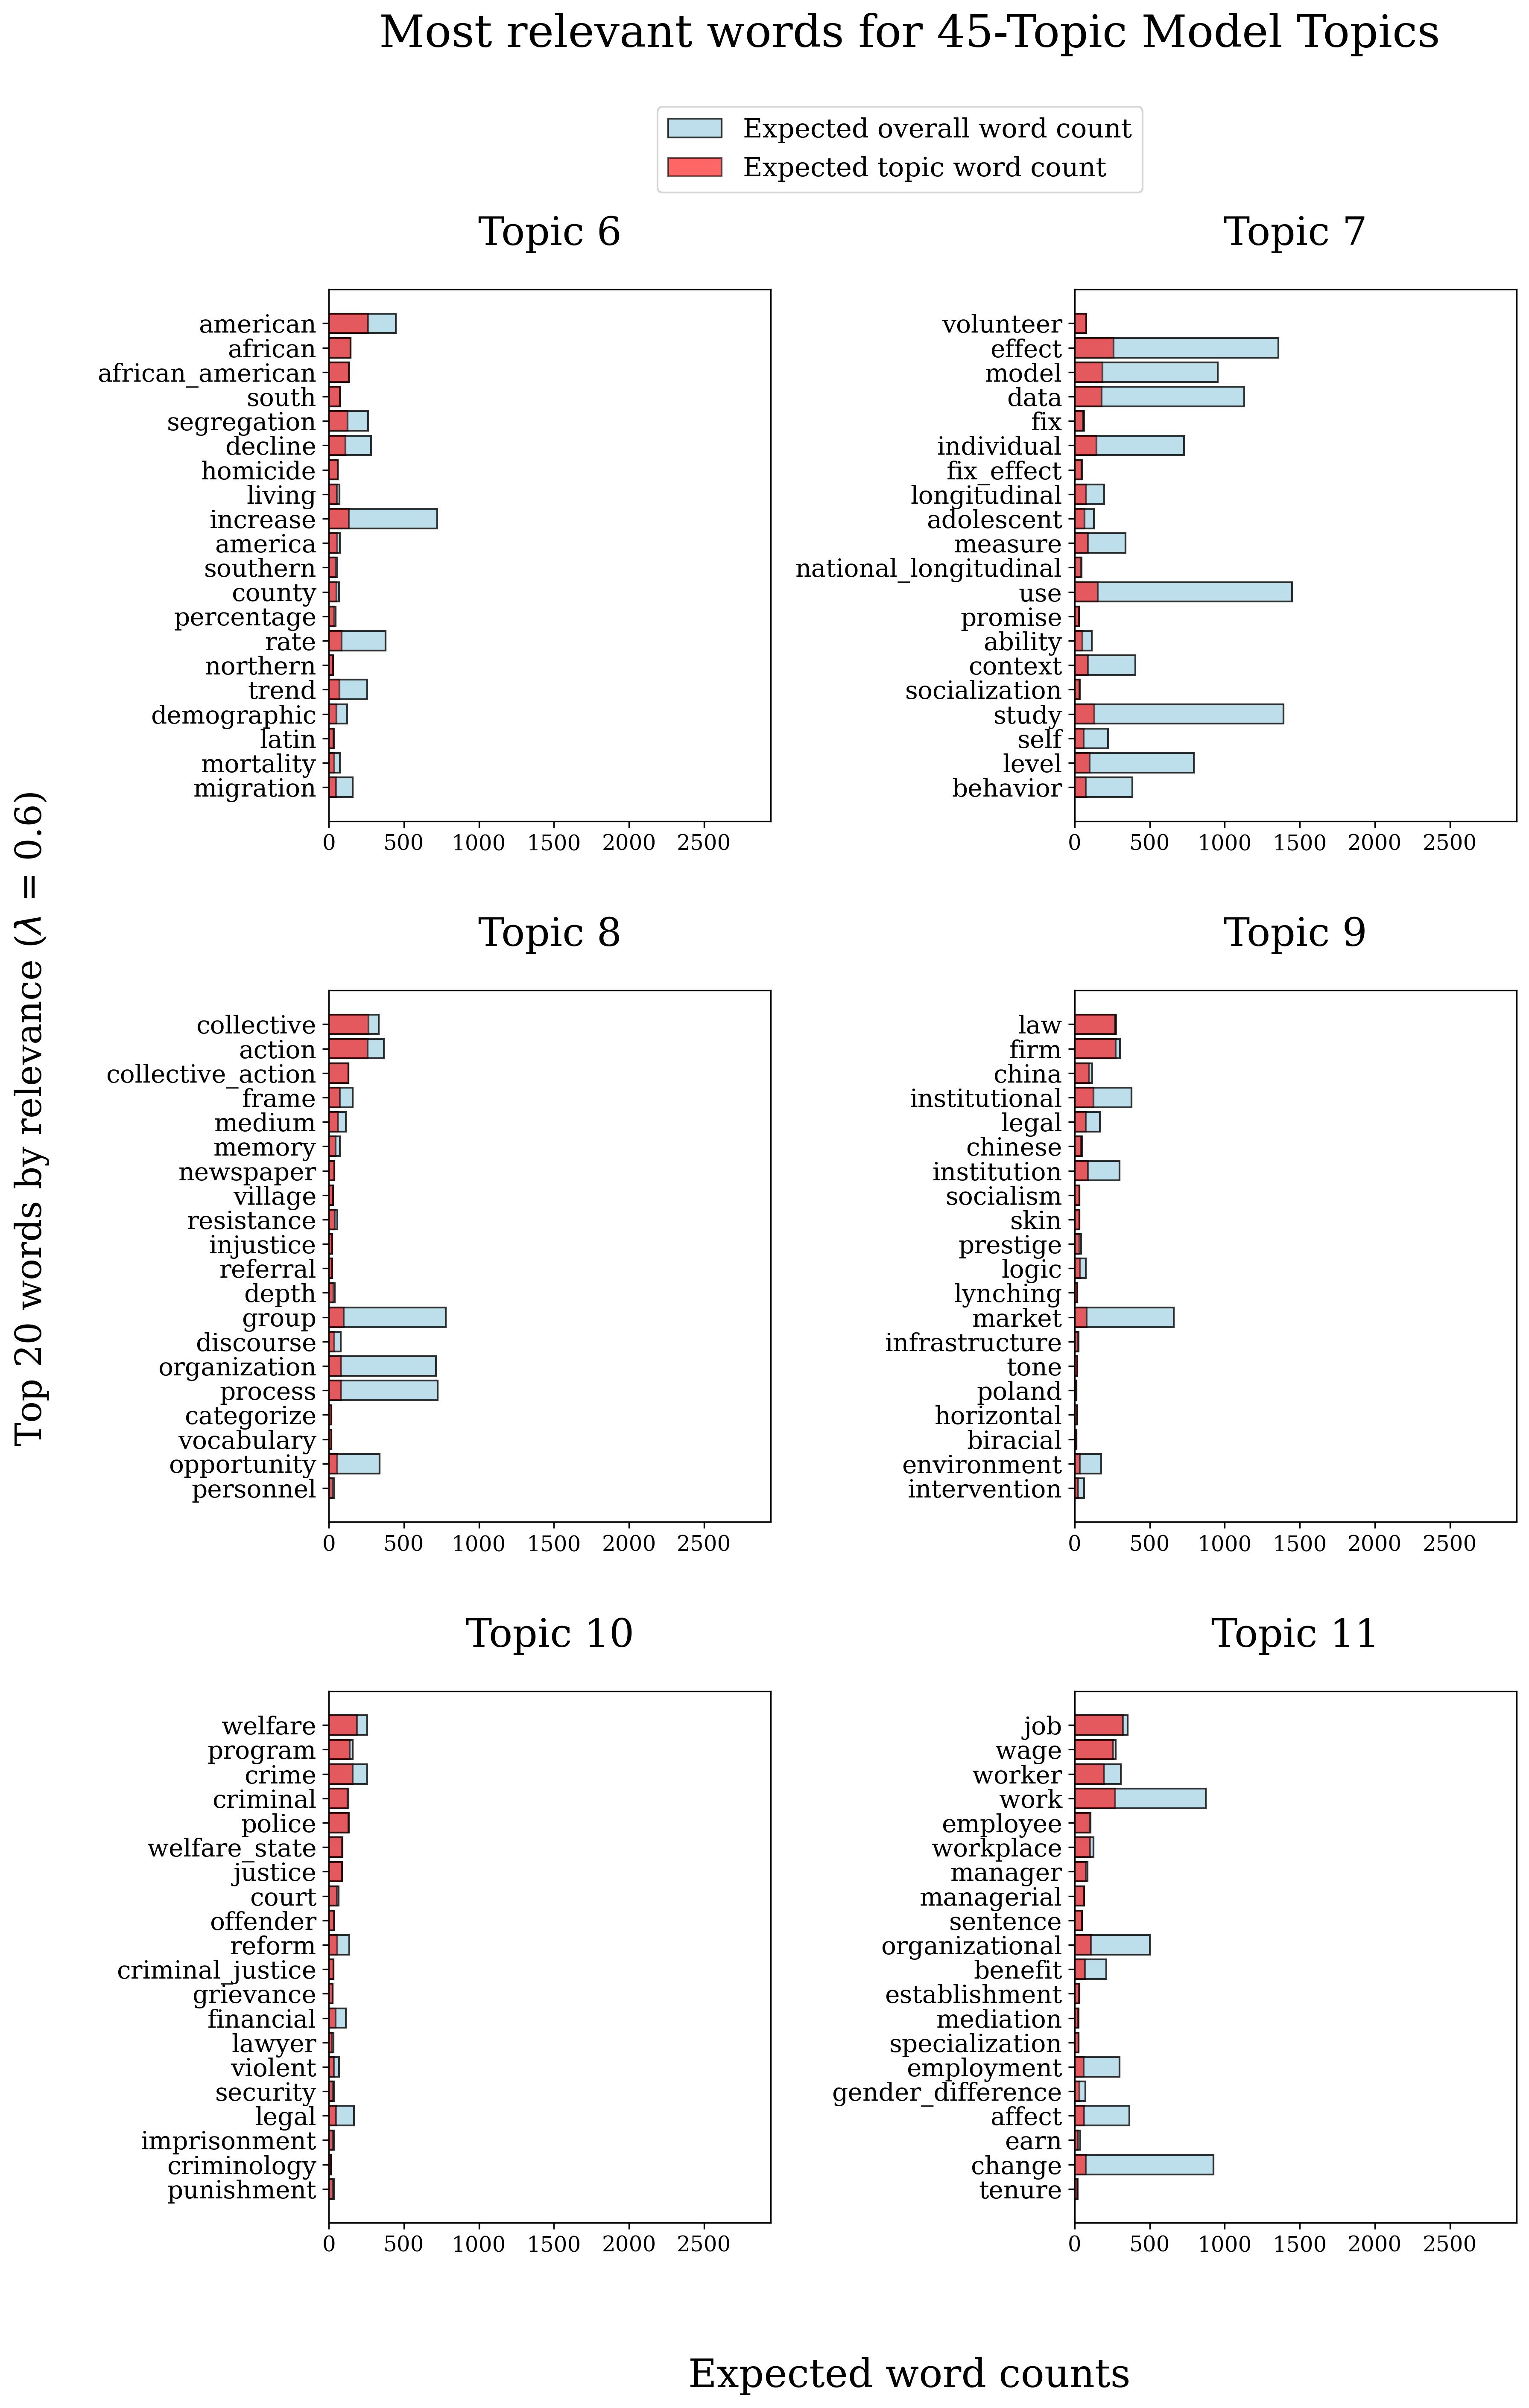 Most relevant words for 45-Topic Model Topics
Expected overall word count
Expected topic word count
Top 20 words by relevance (λ = 0.6)
Topic 6
american
african
african_american
south
segregation
decline
homicide
living
increase
america
southern
county
percentage
rate
northern
trend
demographic
latin
mortality
migration
0 500 1000 1500 2000 2500
Topic 7
volunteer
effect
model
data
fix
individual
fix_effect
longitudinal
adolescent
measure
national_longitudinal
use
promise
ability
context
socialization
study
self
level
behavior
0 500 1000 1500 2000 2500
Topic 8
collective
action
collective_action
frame
medium
memory
newspaper
village
resistance
injustice
referral
depth
group
discourse
organization
process
categorize
vocabulary
opportunity
personnel
0 500 1000 1500 2000 2500
Topic 9
law
firm
china
institutional
legal
chinese
institution
socialism
skin
prestige
logic
lynching
market
infrastructure
tone
poland
horizontal
biracial
environment
intervention
0 500 1000 1500 2000 2500
Topic 10
welfare
program
crime
criminal
police
welfare_state
justice
court
offender
reform
criminal_justice
grievance
financial
lawyer
violent
security
legal
imprisonment
criminology
punishment
0 500 1000 1500 2000 2500
Topic 11
job
wage
worker
work
employee
workplace
manager
managerial
sentence
organizational
benefit
establishment
mediation
specialization
employment
gender_difference
affect
earn
change
tenure
0 500 1000 1500 2000 2500
Expected word counts